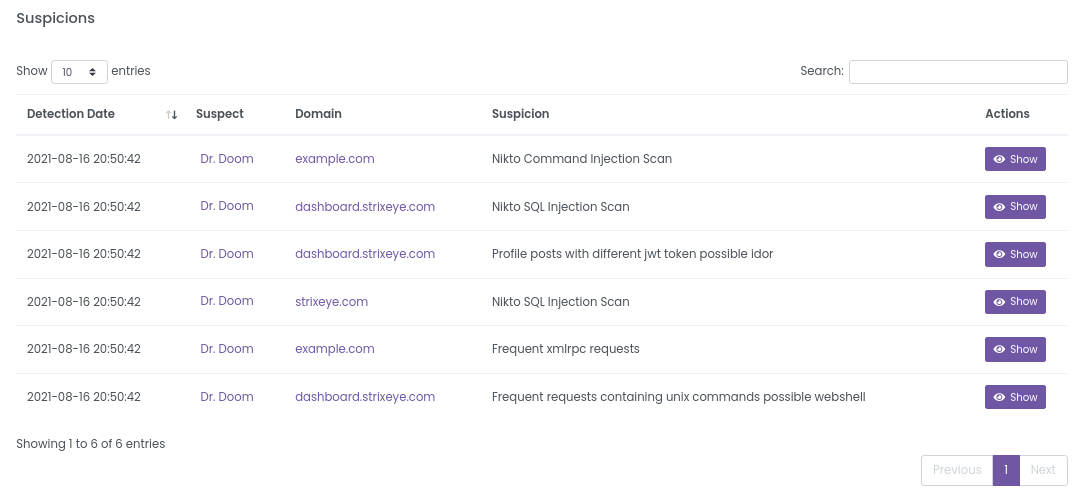 Suspicions
Show 10 entries Search:
Detection Date Suspect Domain Suspicion Actions
2021-08-16 20:50:42 Dr. Doom example.com Nikto Command Injection Scan Show
2021-08-16 20:50:42 Dr. Doom dashboard.strixeye.com Nikto SQL Injection Scan Show
2021-08-16 20:50:42 Dr. Doom dashboard.strixeye.com Profile posts with different jwt token possible idor Show
2021-08-16 20:50:42 Dr. Doom strixeye.com Nikto SQL Injection Scan Show
2021-08-16 20:50:42 Dr. Doom example.com Frequent xmlrpc requests Show
2021-08-16 20:50:42 Dr. Doom dashboard.strixeye.com Frequent requests containing unix commands possible webshell Show
Showing 1 to 6 of 6 entries
Previous 1 Next